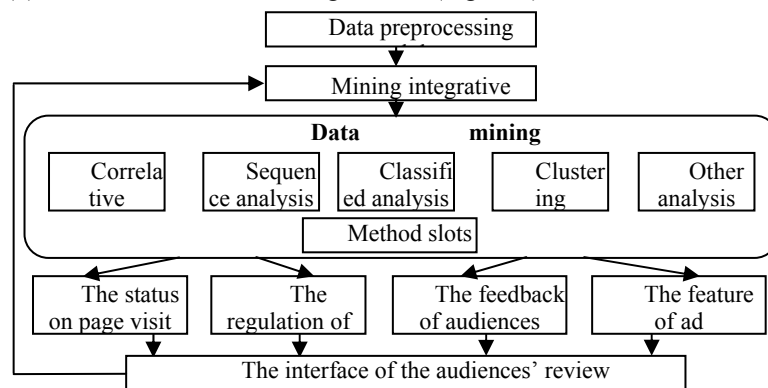 Data preprocessing
Mining integrative
Data mining
Correla
tive
Sequen
ce analysis
Classifi
ed analysis
Cluster
ing
Other
analysis
Method slots
The status
on page visit
The
regulation of
The feedback
of audiences
The feature
of ad
The interface of the audiences’ review